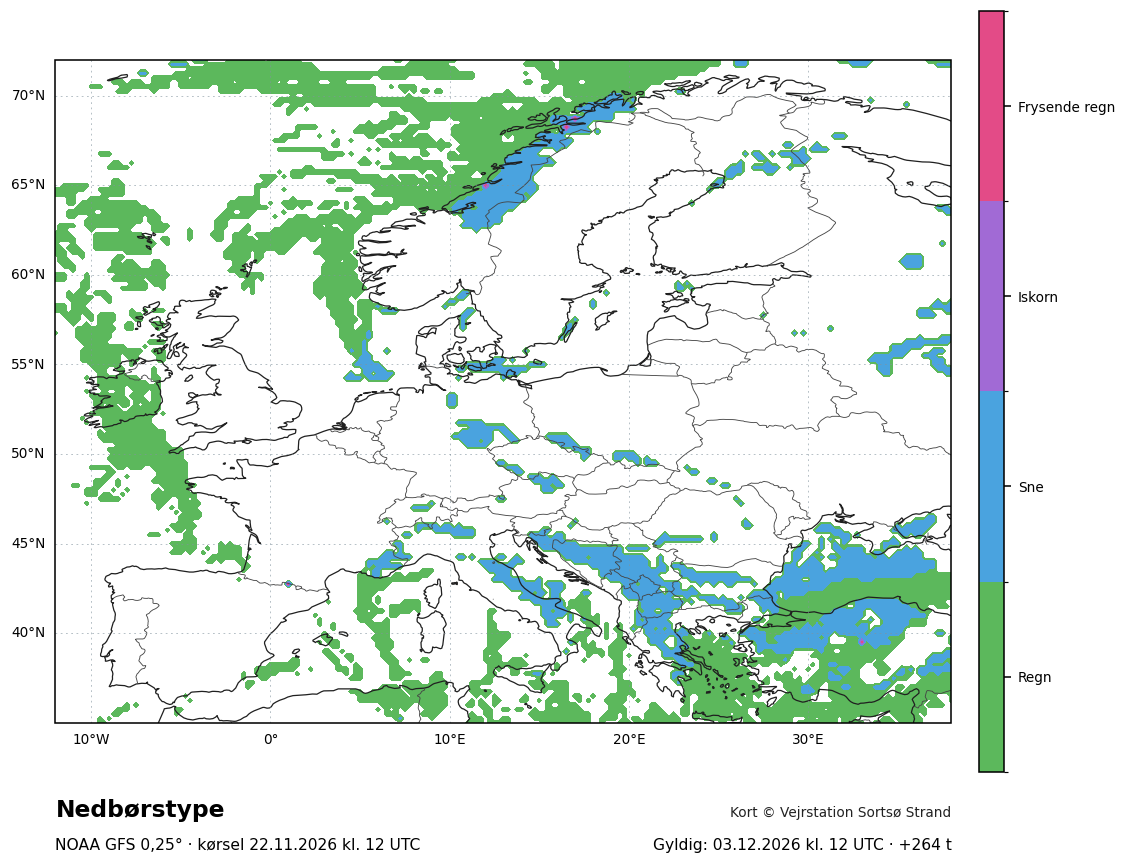 Frysende regn
Iskorn
Sne
Regn
70°N
65°N
60°N
55°N
50°N
45°N
40°N
10°W
0°
10°E
20°E
30°E
Nedbørstype
Kort © Vejrstation Sortsø Strand
NOAA GFS 0,25° · kørsel 22.11.2026 kl. 12 UTC
Gyldig: 03.12.2026 kl. 12 UTC · +264 t